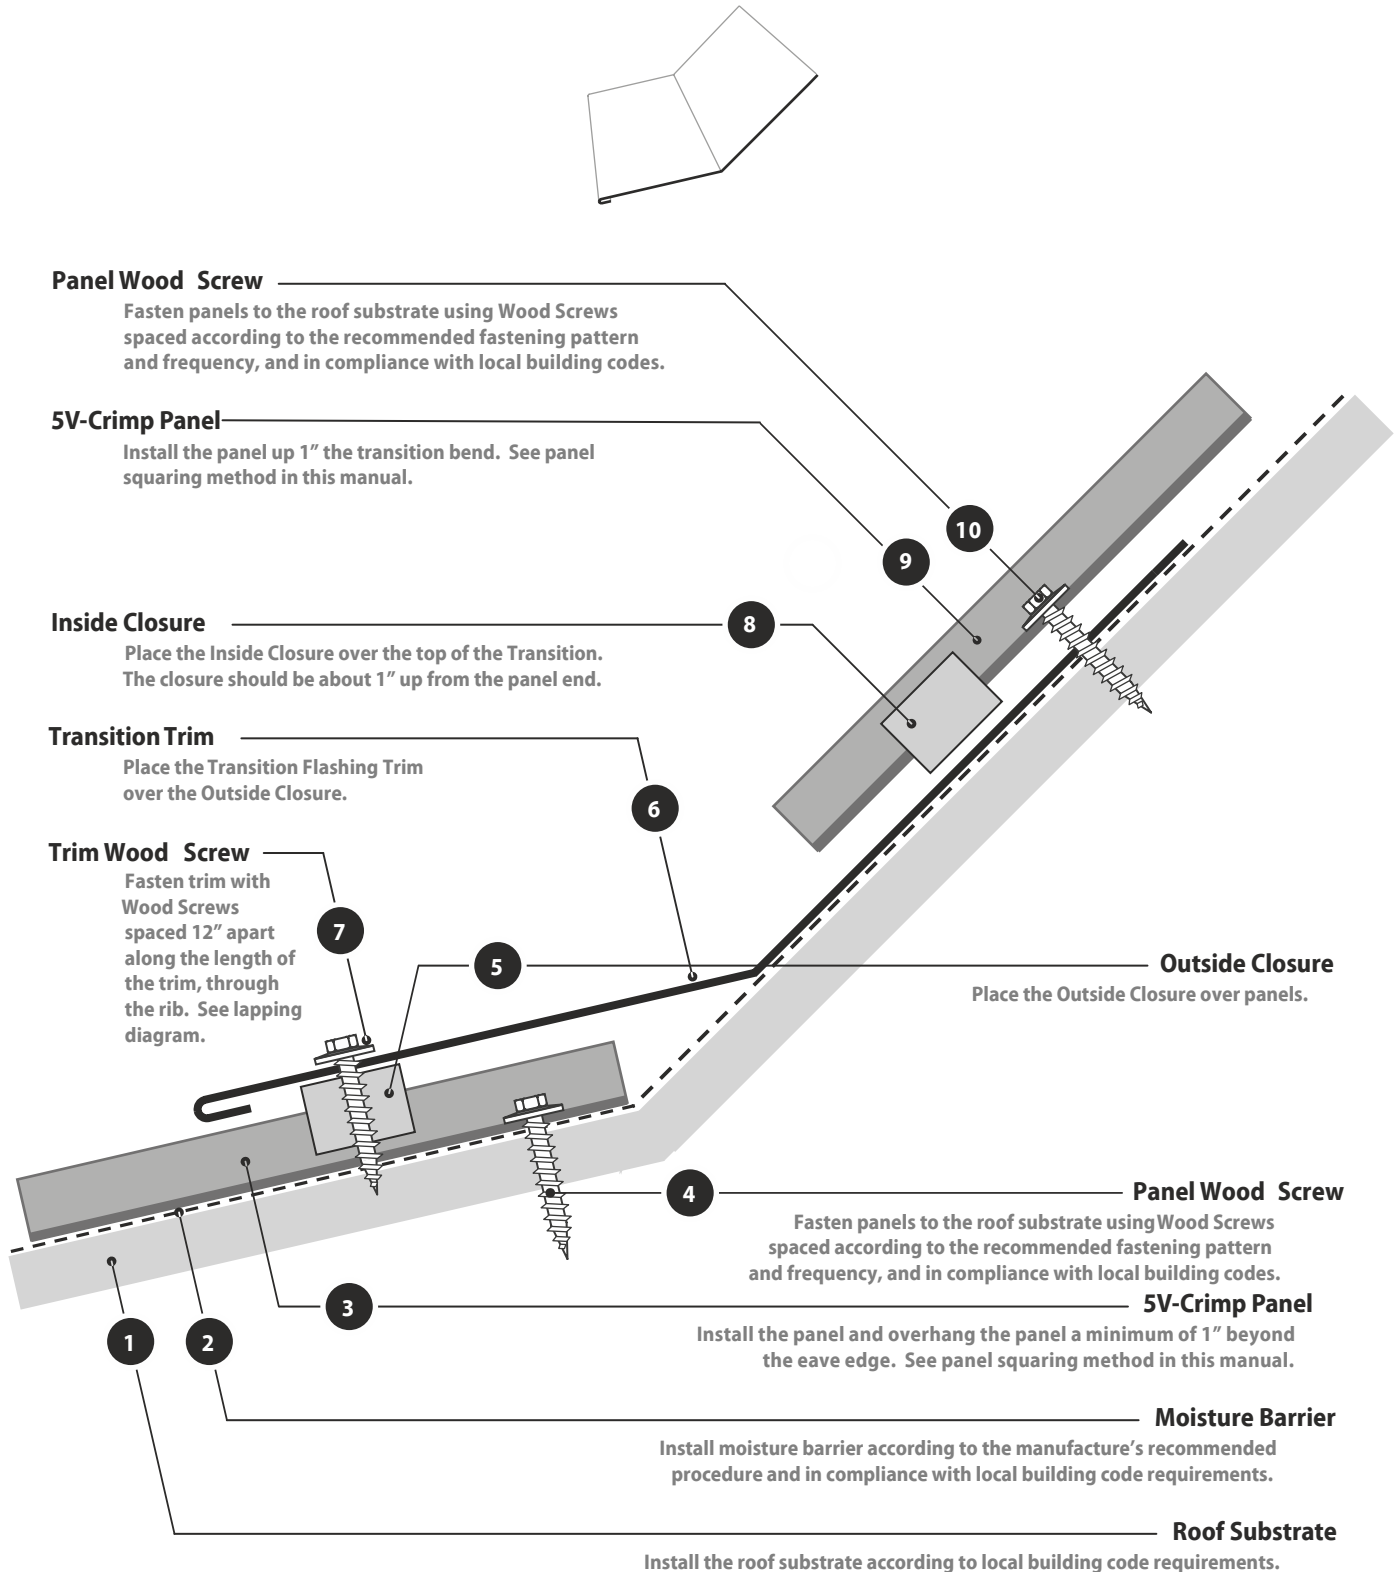 Panel Wood Screw
Fasten panels to the roof substrate using Wood Screws
spaced according to the recommended fastening pattern
and frequency, and in compliance with local building codes.
5V-Crimp Panel
Install the panel up 1” the transition bend. See panel
squaring method in this manual.
10
9
Inside Closure
8
Place the Inside Closure over the top of the Transition.
The closure should be about 1” up from the panel end.
Transition Trim
Place the Transition Flashing Trim
over the Outside Closure.
6
Trim Wood Screw
Fasten trim with
Wood Screws
spaced 12” apart
along the length of
the trim, through
the rib. See lapping
diagram.
7
5
Outside Closure
Place the Outside Closure over panels.
4
Panel Wood Screw
Fasten panels to the roof substrate using Wood Screws
spaced according to the recommended fastening pattern
and frequency, and in compliance with local building codes.
3
5V-Crimp Panel
Install the panel and overhang the panel a minimum of 1” beyond
the eave edge. See panel squaring method in this manual.
1
2
Moisture Barrier
Install moisture barrier according to the manufacture’s recommended
procedure and in compliance with local building code requirements.
Roof Substrate
Install the roof substrate according to local building code requirements.